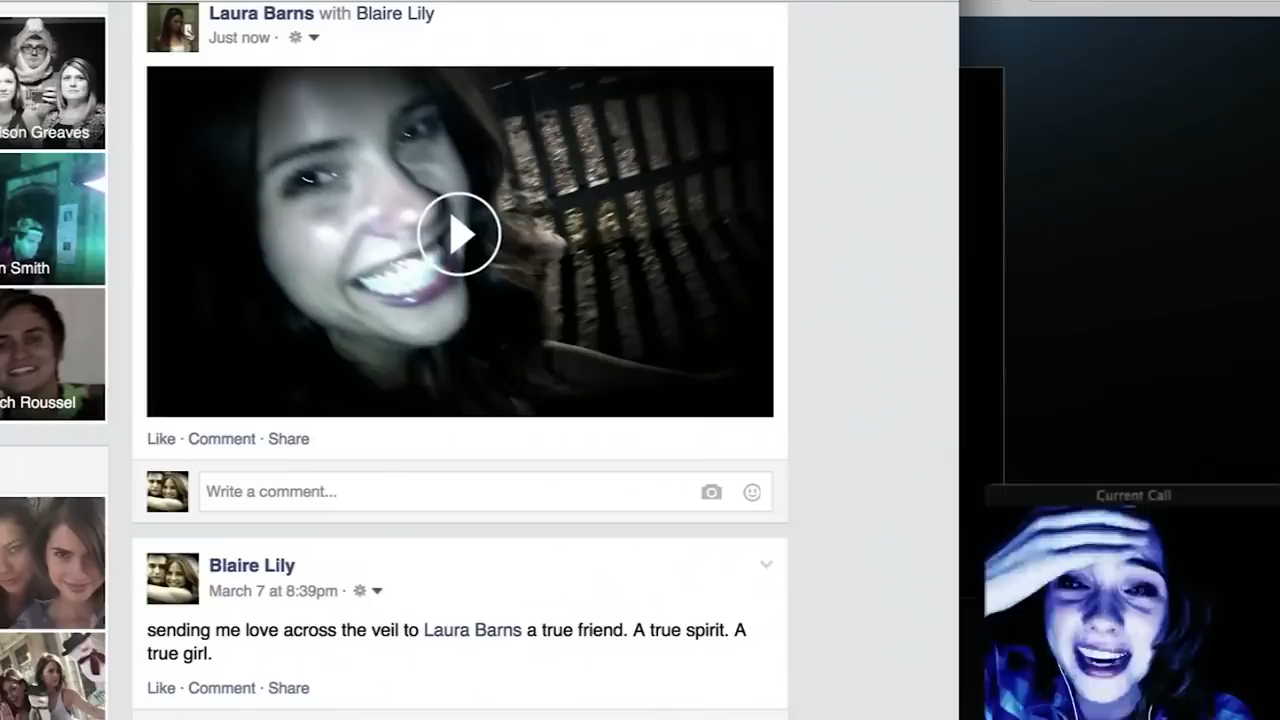 Laura Barns with Blaire Lily
Just now ·
lson Greaves
n Smith
ch Roussel
Like · Comment · Share
Write a comment...
Current Call
Blaire Lily
March 7 at 8:39pm ·
sending me love across the veil to Laura Barns a true friend. A true spirit. A
true girl.
Like · Comment · Share